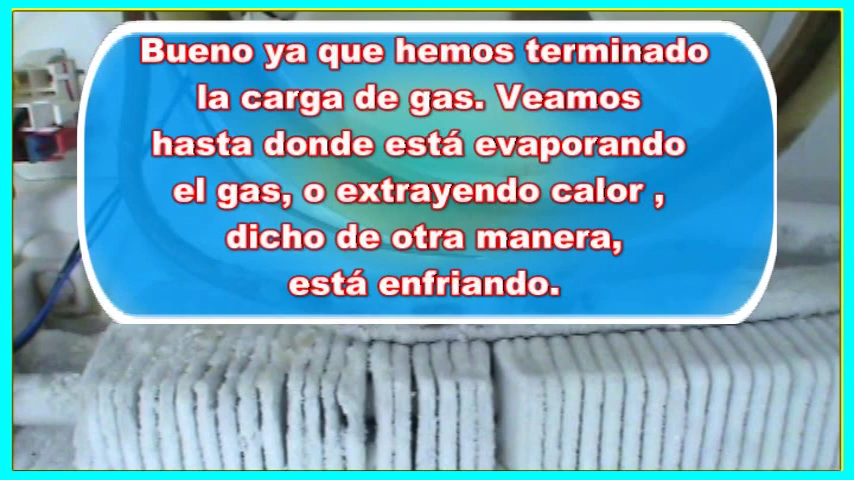 Bueno ya que hemos terminado
la carga de gas. Veamos
hasta donde está evaporando
el gas, o extrayendo calor ,
dicho de otra manera,
está enfriando.